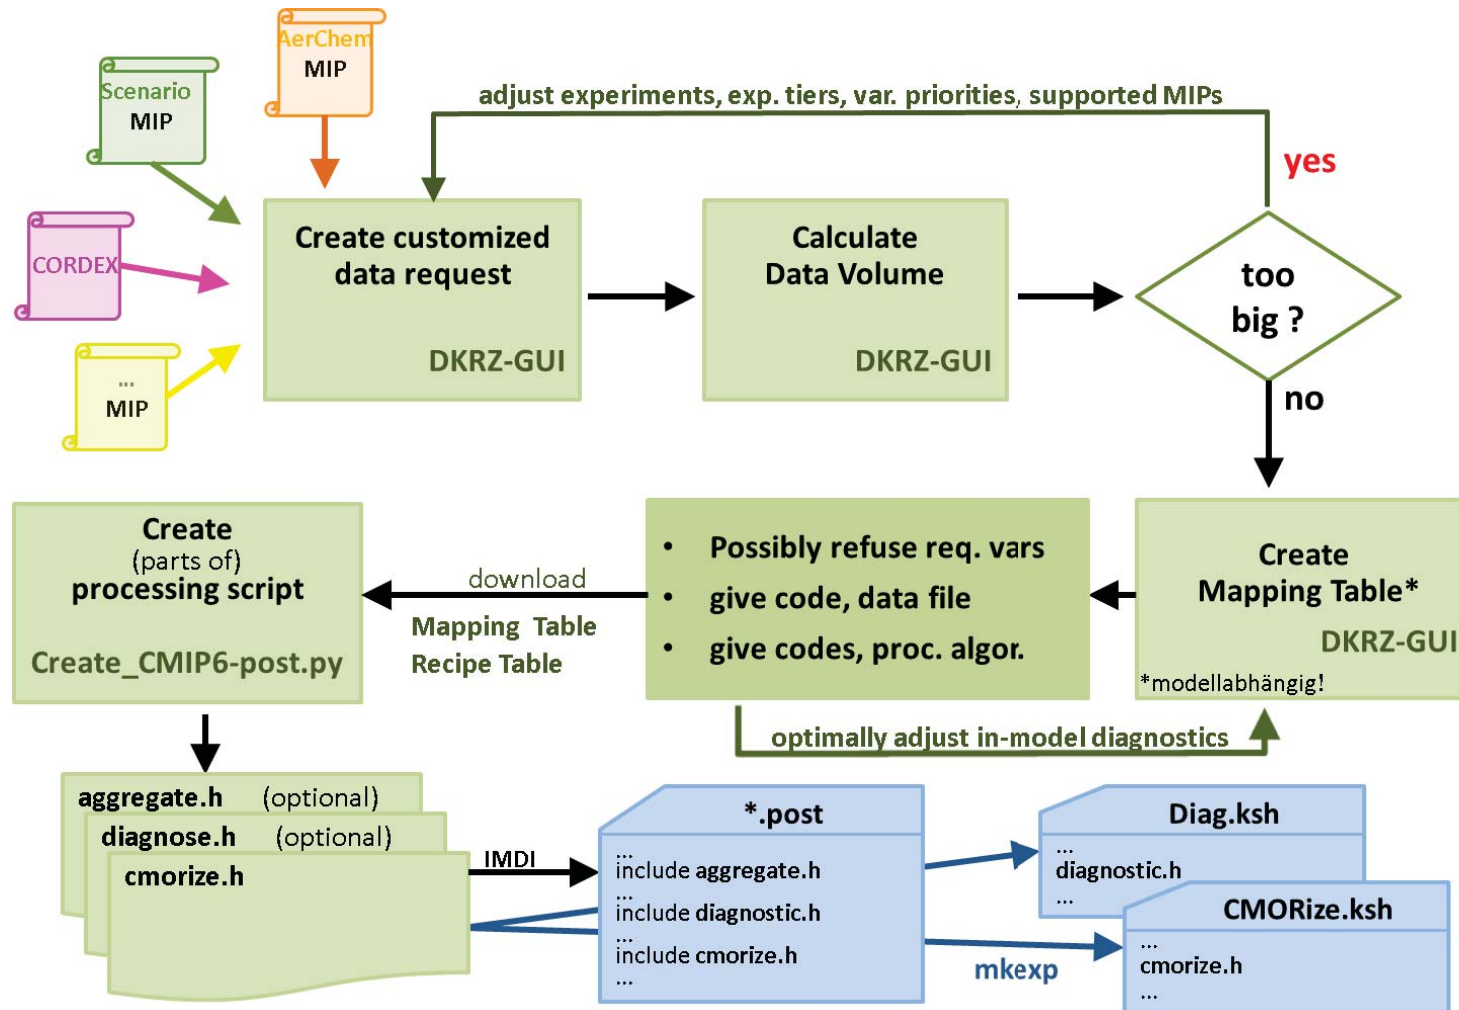 AerChem
MIP
Scenario
MIP
CORDEX
...
MIP
adjust experiments, exp. tiers, var. priorities, supported MIPs
yes
Create customized
data request
DKRZ-GUI
Calculate
Data Volume
DKRZ-GUI
too
big ?
no
Create
(parts of)
processing script
Create_CMIP6-post.py
download
Mapping Table
Recipe Table
• Possibly refuse req. vars
• give code, data file
• give codes, proc. algor.
Create
Mapping Table*
DKRZ-GUI
*modellabhängig!
optimally adjust in-model diagnostics
aggregate.h (optional)
diagnose.h (optional)
cmorize.h
IMDI
*.post
...
include aggregate.h
...
include diagnostic.h
...
include cmorize.h
...
mkexp
Diag.ksh
...
diagnostic.h
...
CMORize.ksh
...
cmorize.h
...